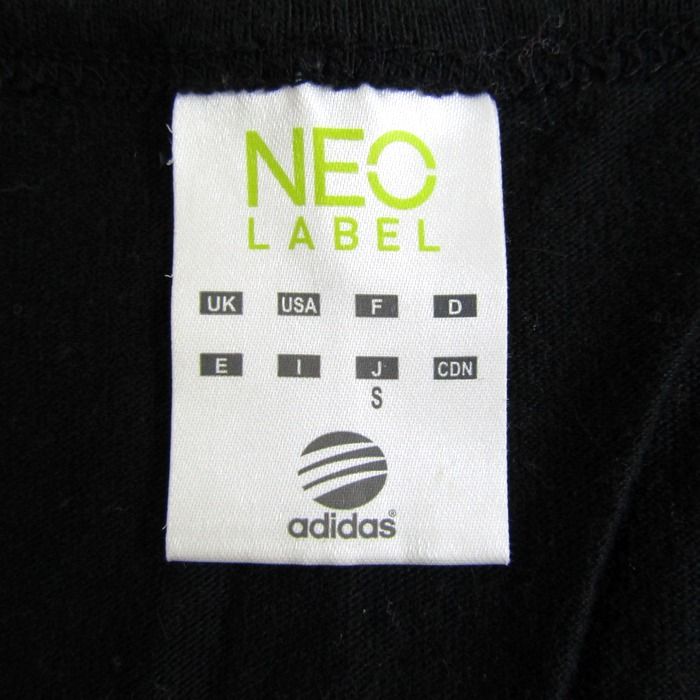 NEO
LABEL
UK USA F D
E I J CDN
S
adidas®